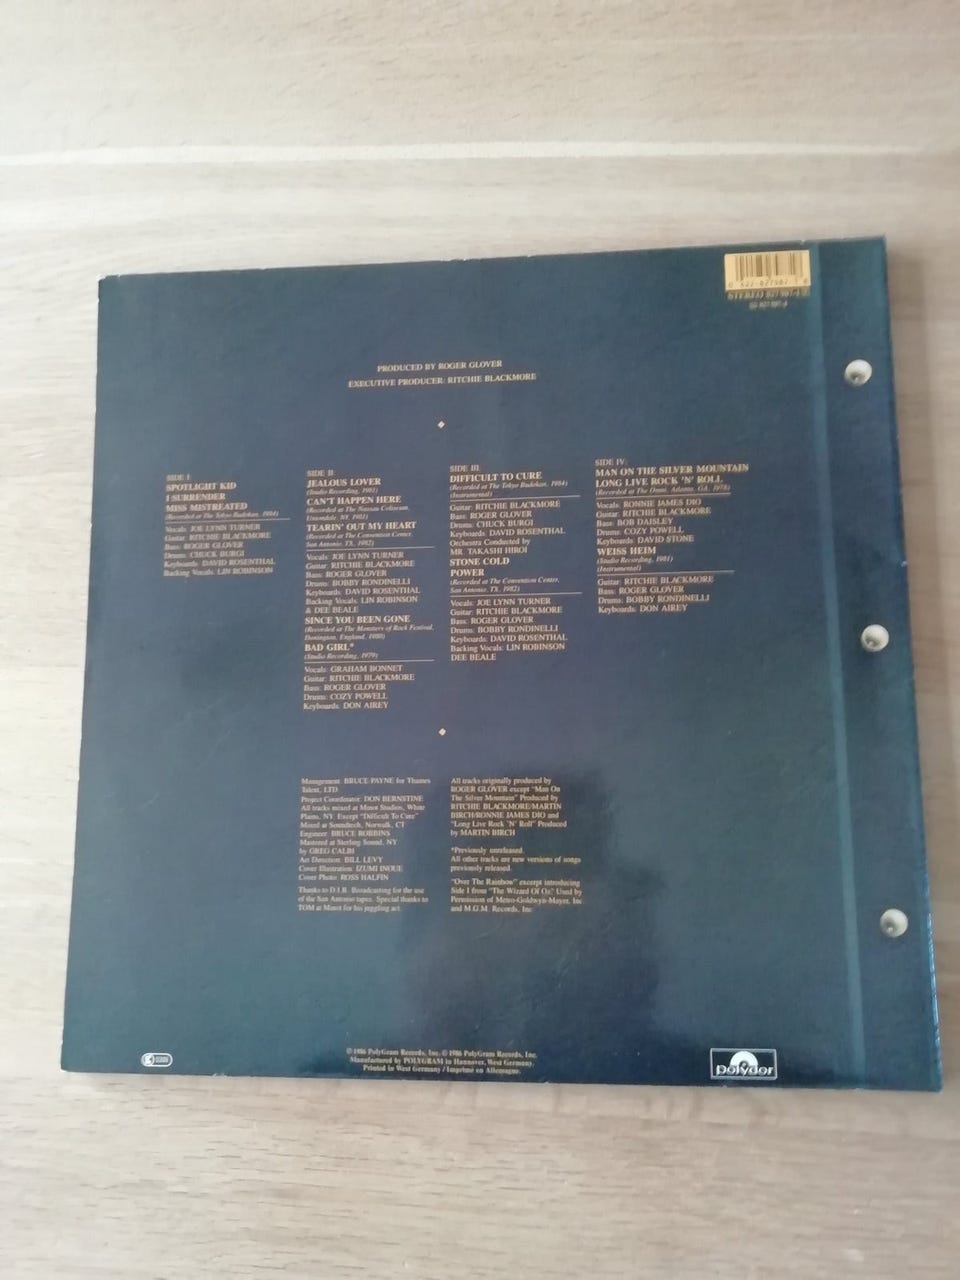 0 422-827987-1 0
STEREO 827 987-1
PRODUCED BY ROGER GLOVER
EXECUTIVE PRODUCER: RITCHIE BLACKMORE
SIDE I:
SPOTLIGHT KID
I SURRENDER
MISS MISTREATED
(Recorded at The Tokyo Budokan, 1984)
Vocals: JOE LYNN TURNER
Guitar: RITCHIE BLACKMORE
Bass: ROGER GLOVER
Drums: CHUCK BURGI
Keyboards: DAVID ROSENTHAL
Backing Vocals: LIN ROBINSON
SIDE II:
JEALOUS LOVER
(Studio Recording, 1981)
CAN'T HAPPEN HERE
(Recorded at The Nassau Coliseum,
Uniondale, NY, 1981)
TEARIN' OUT MY HEART
(Recorded at The Convention Center,
San Antonio, TX, 1982)
Vocals: JOE LYNN TURNER
Guitar: RITCHIE BLACKMORE
Bass: ROGER GLOVER
Drums: BOBBY RONDINELLI
Keyboards: DAVID ROSENTHAL
Backing Vocals: LIN ROBINSON
& DEE BEALE
SINCE YOU BEEN GONE
(Recorded at The Monsters of Rock Festival,
Donington, England, 1980)
BAD GIRL*
(Studio Recording, 1979)
Vocals: GRAHAM BONNET
Guitar: RITCHIE BLACKMORE
Bass: ROGER GLOVER
Drums: COZY POWELL
Keyboards: DON AIREY
SIDE III:
DIFFICULT TO CURE
(Recorded at The Tokyo Budokan, 1984)
(Instrumental)
Guitar: RITCHIE BLACKMORE
Bass: ROGER GLOVER
Drums: CHUCK BURGI
Keyboards: DAVID ROSENTHAL
Orchestra Conducted by
MR. TAKASHI HIROI
STONE COLD
POWER
(Recorded at The Convention Center,
San Antonio, TX, 1982)
Vocals: JOE LYNN TURNER
Guitar: RITCHIE BLACKMORE
Bass: ROGER GLOVER
Drums: BOBBY RONDINELLI
Keyboards: DAVID ROSENTHAL
Backing Vocals: LIN ROBINSON
DEE BEALE
SIDE IV:
MAN ON THE SILVER MOUNTAIN
LONG LIVE ROCK 'N' ROLL
(Recorded at The Omni, Atlanta, GA, 1978)
Vocals: RONNIE JAMES DIO
Guitar: RITCHIE BLACKMORE
Bass: BOB DAISLEY
Drums: COZY POWELL
Keyboards: DAVID STONE
WEISS HEIM
(Studio Recording, 1981)
(Instrumental)
Guitar: RITCHIE BLACKMORE
Bass: ROGER GLOVER
Drums: BOBBY RONDINELLI
Keyboards: DON AIREY
Management: BRUCE PAYNE for Thames
Talent, LTD
Project Coordinator: DON BERNSTINE
All tracks mixed at Minot Studios, White
Plains, NY. Except "Difficult To Cure"
Mixed at Soundtech, Norwalk, CT
Engineer: BRUCE ROBBINS
Mastered at Sterling Sound, NY
by GREG CALBI
Art Direction: BILL LEVY
Cover Illustration: IZUMI INOUE
Cover Photo: ROSS HALFIN
Thanks to D.I.R. Broadcasting for the use
of the San Antonio tapes. Special thanks to
TOM at Minot for his juggling act.
All tracks originally produced by
ROGER GLOVER except "Man On
The Silver Mountain" Produced by
RITCHIE BLACKMORE/MARTIN
BIRCH/RONNIE JAMES DIO and
"Long Live Rock 'N' Roll" Produced
by MARTIN BIRCH
*Previously unreleased.
All other tracks are new versions of songs
previously released.
"Over The Rainbow" excerpt introducing
Side I from "The Wizard Of Oz" Used by
Permission of Metro-Goldwyn-Mayer, Inc
and M.G.M. Records, Inc
℗ 1986 PolyGram Records, Inc. © 1986 PolyGram Records, Inc.
Manufactured by POLYGRAM in Hannover, West Germany.
Printed in West Germany / Imprimé en Allemagne.
polydor